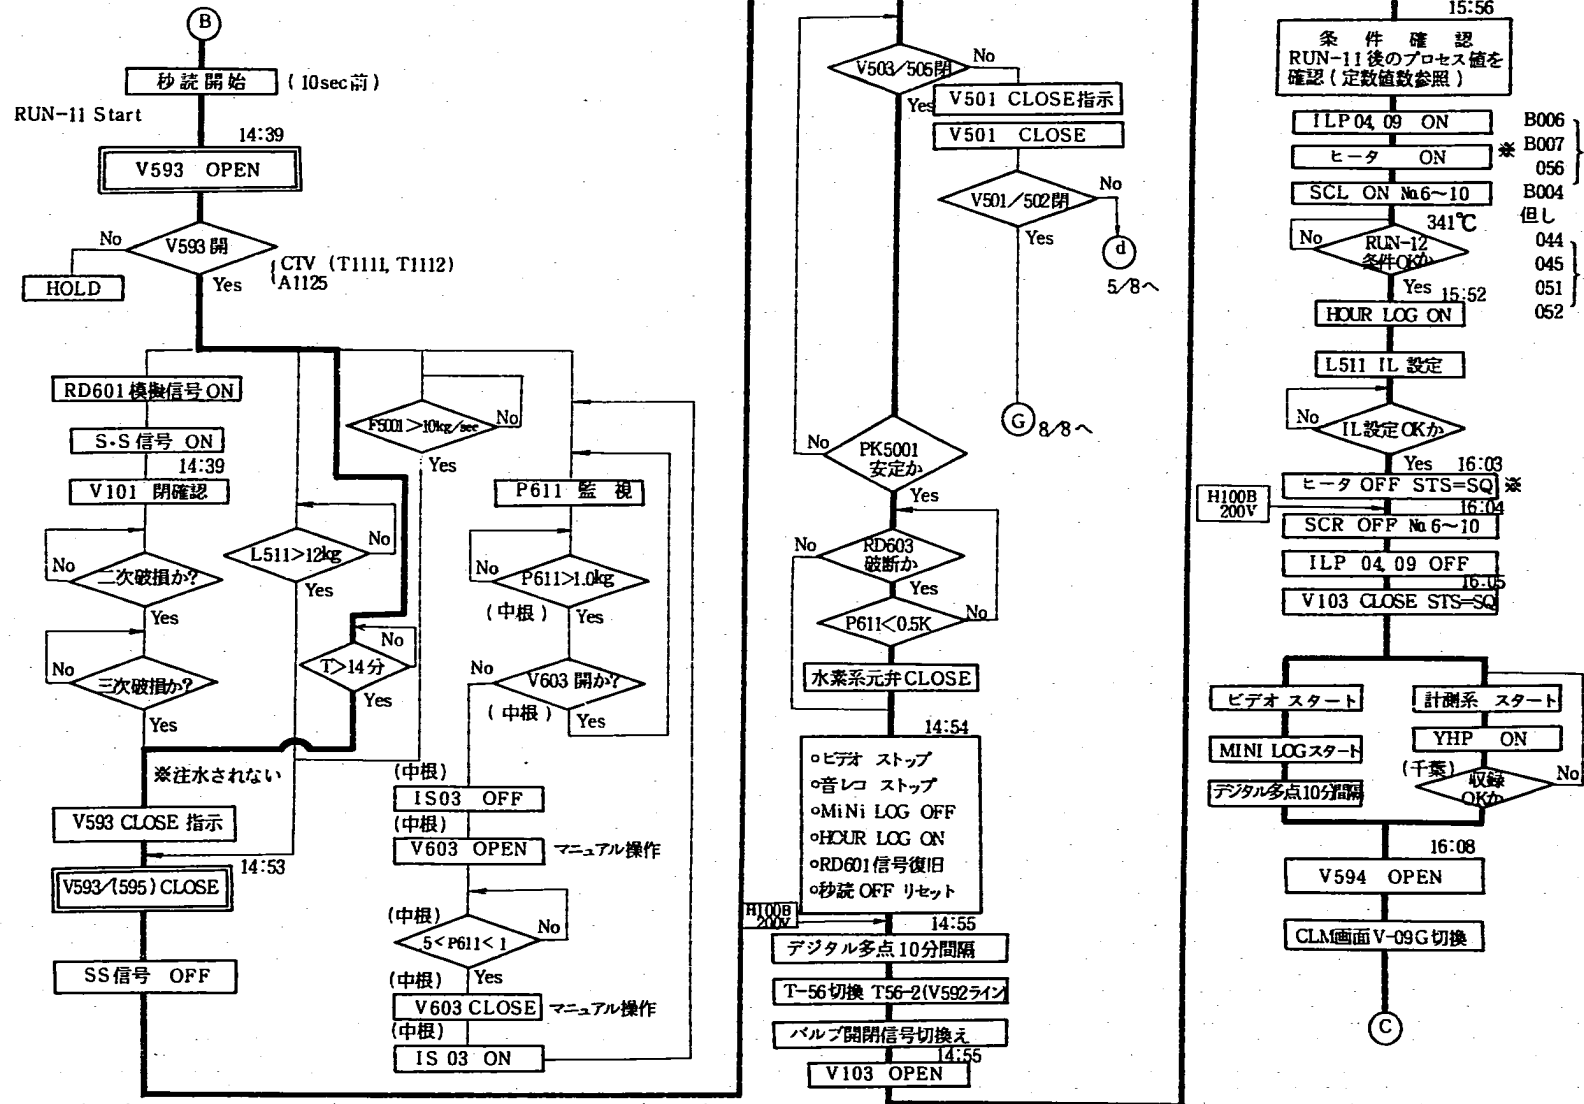 B
秒読開始 (10sec前)
RUN-11 Start
14:39
V593 OPEN
No
V593 開
Yes
CTV (T1111, T1112)
A1125
HOLD
RD601模擬信号ON
S・S信号 ON
14:39
V101 閉確認
No
二次破損か?
Yes
No
三次破損か?
Yes
L511>12kg
No
Yes
F5001>10kg/sec
No
Yes
T>14分
No
Yes
※注水されない
V593 CLOSE 指示
14:53
V593/(595) CLOSE
SS信号 OFF
P611 監 視
No
P611>1.0kg
(中根)
Yes
No
V603 開か?
(中根)
Yes
(中根)
IS03 OFF
(中根)
V603 OPEN マニュアル操作
(中根)
5<P611<1
No
(中根)
Yes
V603 CLOSE マニュアル操作
(中根)
IS 03 ON
V503/505閉
No
Yes
V501 CLOSE指示
V501 CLOSE
V501/502閉
No
Yes
d
5/8へ
G 8/8へ
No
PK5001
安定か
Yes
No
RD603
破断か
Yes
P611<0.5K
No
水素系元弁CLOSE
14:54
○ビデオ ストップ
○音レコ ストップ
○MiNi LOG OFF
○HOUR LOG ON
○RD601信号復旧
○秒読 OFF リセット
H100B
200V
14:55
デジタル多点10分間隔
T-56切換 T56-2(V592ライン)
バルブ開閉信号切換え
14:55
V103 OPEN
15:56
条 件 確 認
RUN-11後のプロセス値を
確認(定数値数参照)
ILP 04, 09 ON
ヒータ ON ※
SCL ON №6~10
B006
B007
056
B004
但し
044
045
051
052
341℃
No
RUN-12
条件OKか
Yes
15:52
HOUR LOG ON
L511 IL 設定
No
IL設定OKか
Yes 16:03
ヒータ OFF STS=SQ ※
H100B
200V
16:04
SCR OFF №6~10
ILP 04, 09 OFF
16:05
V103 CLOSE STS=SQ
ビデオ スタート
MINI LOGスタート
デジタル多点10分間隔
計測系 スタート
YHP ON
(千葉)
収録
OKか
No
16:08
V594 OPEN
CLM画面 V-09G切換
C